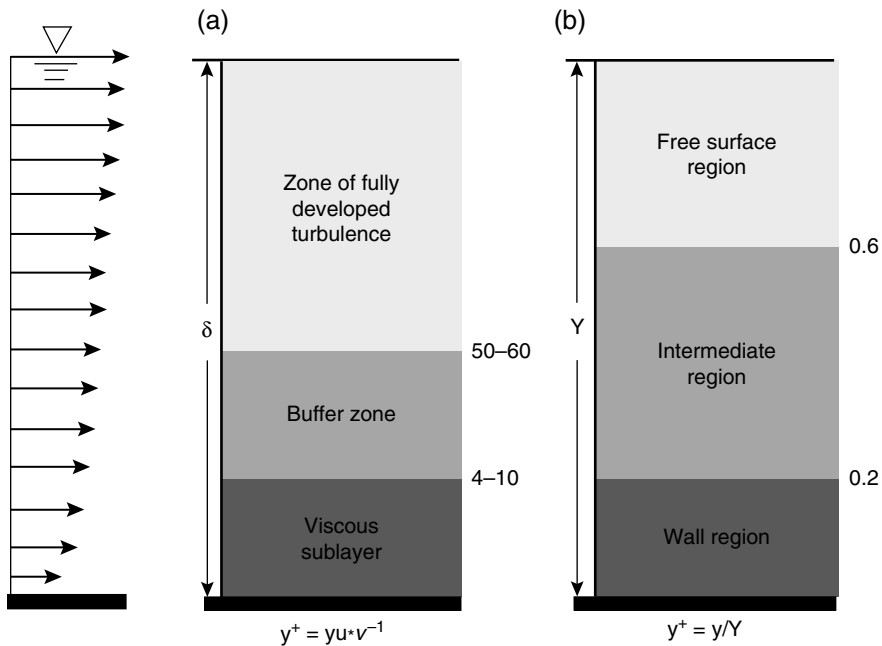 (a)
Zone of fully
developed
turbulence
δ
50–60
Buffer zone
4–10
Viscous
sublayer
y⁺ = yu*v⁻¹
(b)
Free surface
region
0.6
Y
Intermediate
region
0.2
Wall region
y⁺ = y/Y